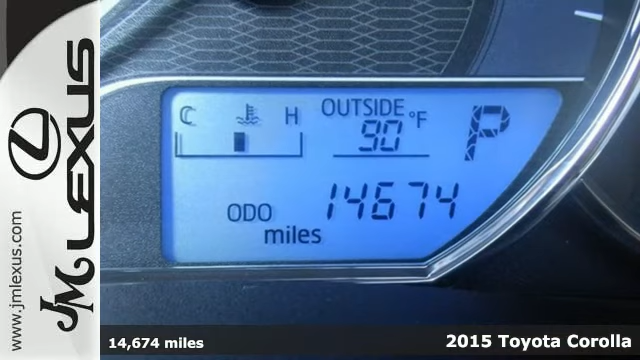 C H
OUTSIDE
90 °F
P
ODO 14674
miles
JM LEXUS
www.jmlexus.com
14,674 miles
2015 Toyota Corolla